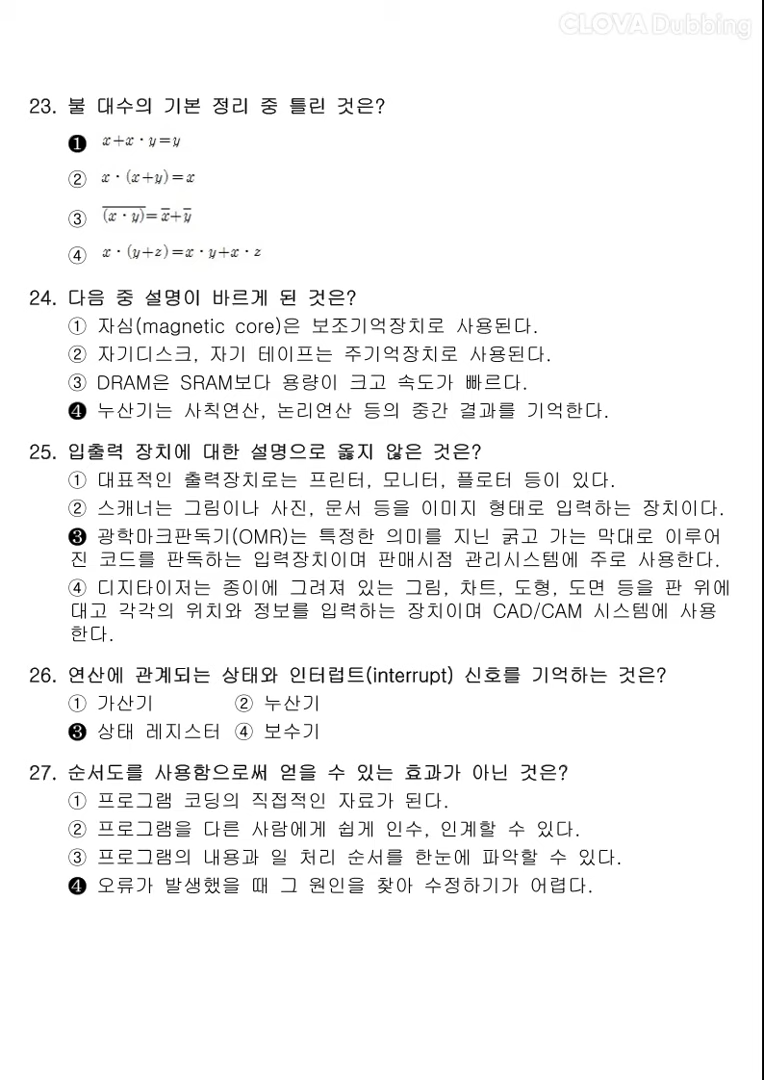 CLOVA Dubbing
23. 불 대수의 기본 정리 중 틀린 것은?
❶ x+x·y=y
② x·(x+y)=x
③ (x·y)̅=x̅+y̅
④ x·(y+z)=x·y+x·z
24. 다음 중 설명이 바르게 된 것은?
① 자심(magnetic core)은 보조기억장치로 사용된다.
② 자기디스크, 자기 테이프는 주기억장치로 사용된다.
③ DRAM은 SRAM보다 용량이 크고 속도가 빠르다.
❹ 누산기는 사칙연산, 논리연산 등의 중간 결과를 기억한다.
25. 입출력 장치에 대한 설명으로 옳지 않은 것은?
① 대표적인 출력장치로는 프린터, 모니터, 플로터 등이 있다.
② 스캐너는 그림이나 사진, 문서 등을 이미지 형태로 입력하는 장치이다.
❸ 광학마크판독기(OMR)는 특정한 의미를 지닌 굵고 가는 막대로 이루어
진 코드를 판독하는 입력장치이며 판매시점 관리시스템에 주로 사용한다.
④ 디지타이저는 종이에 그려져 있는 그림, 차트, 도형, 도면 등을 판 위에
대고 각각의 위치와 정보를 입력하는 장치이며 CAD/CAM 시스템에 사용
한다.
26. 연산에 관계되는 상태와 인터럽트(interrupt) 신호를 기억하는 것은?
① 가산기 ② 누산기
❸ 상태 레지스터 ④ 보수기
27. 순서도를 사용함으로써 얻을 수 있는 효과가 아닌 것은?
① 프로그램 코딩의 직접적인 자료가 된다.
② 프로그램을 다른 사람에게 쉽게 인수, 인계할 수 있다.
③ 프로그램의 내용과 일 처리 순서를 한눈에 파악할 수 있다.
❹ 오류가 발생했을 때 그 원인을 찾아 수정하기가 어렵다.